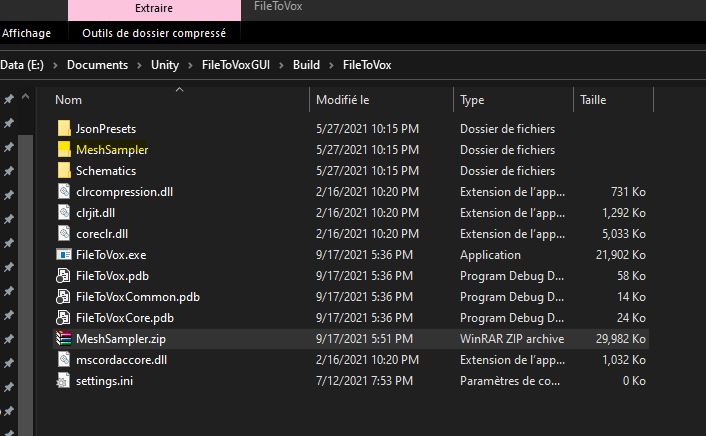 Extraire FileToVox
Affichage Outils de dossier compressé
Data (E:) > Documents > Unity > FileToVoxGUI > Build > FileToVox
Nom Modifié le Type Taille
JsonPresets 5/27/2021 10:15 PM Dossier de fichiers
MeshSampler 5/27/2021 10:15 PM Dossier de fichiers
Schematics 5/27/2021 10:15 PM Dossier de fichiers
clrcompression.dll 2/16/2021 10:20 PM Extension de l'app... 731 Ko
clrjit.dll 2/16/2021 10:20 PM Extension de l'app... 1,292 Ko
coreclr.dll 2/16/2021 10:20 PM Extension de l'app... 5,033 Ko
FileToVox.exe 9/17/2021 5:36 PM Application 21,902 Ko
FileToVox.pdb 9/17/2021 5:36 PM Program Debug D... 58 Ko
FileToVoxCommon.pdb 9/17/2021 5:36 PM Program Debug D... 14 Ko
FileToVoxCore.pdb 9/17/2021 5:36 PM Program Debug D... 24 Ko
MeshSampler.zip 9/17/2021 5:51 PM WinRAR ZIP archive 29,982 Ko
mscordaccore.dll 2/16/2021 10:20 PM Extension de l'app... 1,032 Ko
settings.ini 7/12/2021 7:53 PM Paramètres de co... 0 Ko